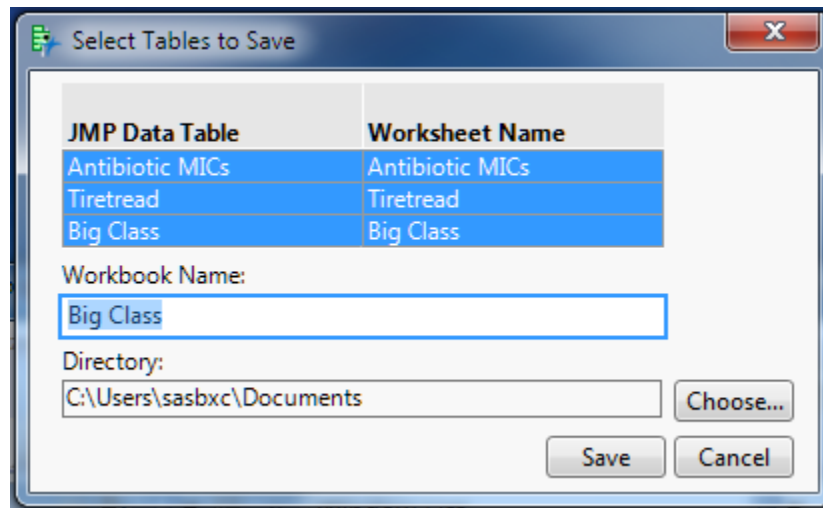 Select Tables to Save
JMP Data Table Worksheet Name
Antibiotic MICs Antibiotic MICs
Tiretread Tiretread
Big Class Big Class
Workbook Name:
Big Class
Directory:
C:\Users\sasbxc\Documents Choose...
Save Cancel